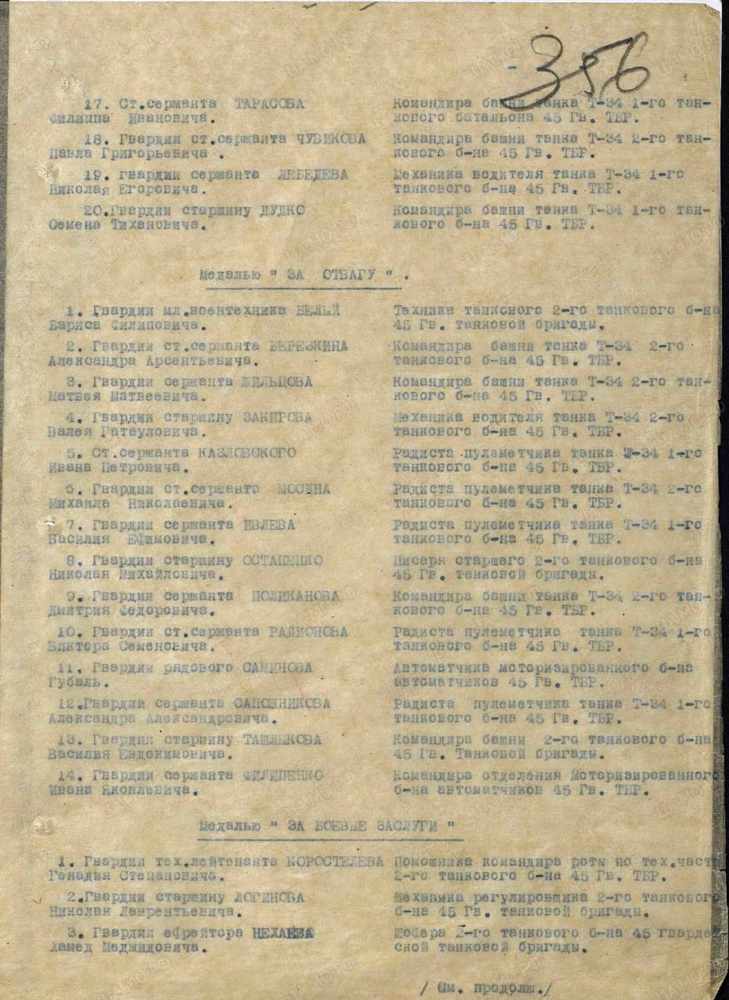 356
17. Ст.сержанта ТАРАСОВА Командира башни танка Т-34 1-го тан-
Филиппа Ивановича. кового батальона 45 Гв. ТБР.
18. Гвардии ст.сержанта ЧУВИКОВА Командира башни танка Т-34 2-го тан-
Павла Григорьевича . кового б-на 45 Гв. ТБР.
19. гвардии сержанта ЛЕБЕДЕВА Механика водителя танка Т-34 1-го
Николая Егоровича. танкового б-на 45 Гв. ТБР.
20.Гвардии старшину ДУДКО Командира башни танка Т-34 1-го тан-
Семена Тихановича. кового б-на 45 Гв. ТБР.
Медалью " ЗА ОТВАГУ " .
1. Гвардии мл.воентехника БЕЛЫЙ Техника танкового 2-го танкового б-на
Бариса Филиповича. 45 Гв. танковой бригады.
2. Гвардии ст.сержанта БЕРЕЗКИНА Командира башни танка Т-34 2-го
Александра Арсентьевича. танкового б-на 45 Гв. ТБР.
3. Гвардии сержанта ЖИЛЬЦОВА Командира башни танка Т-34 2-го тан-
Матвея Матвеевича. кового б-на 45 Гв. ТБР.
4. Гвардии старшину ЗАКИРОВА Механика водителя танка Т-34 2-го
Валея Гатауловича. танкового б-на 45 Гв. ТБР.
5. Ст.сержанта КАЗЛОВСКОГО Радиста пулеметчика танка Т-34 1-го
Ивана Петровича. танкового б-на 45 Гв. ТБР.
6. Гвардии ст.сержанта МОСИНА Радиста пулеметчика танка Т-34 2-го
Михаила Николаевича. танкового б-на 45 Гв. ТБР.
7. Гвардии сержанта ИВЛЕВА Радиста пулеметчика танка Т-34 1-го
Василия Ефимовича. танкового б-на 45 Гв. ТБР.
8. Гвардии старшину ОСТАПЕНКО Писаря старшего 2-го танкового б-на
Николая Михайловича. 45 Гв. танковой бригады.
9. Гвардии сержанта ПОЛИКАНОВА Командира башни танка Т-34 2-го тан-
Дмитрия Федоровича. кового б-на 45 Гв. ТБР.
10. Гвардии ст.сержанта РАДИОНОВА Радиста пулеметчика танка Т-34 1-го
Виктора Семеновича. танкового б-на 45 Гв. ТБР.
11. Гвардии рядового САМИНОВА Автоматчика моторизированного б-на
Губаль. автоматчиков 45 Гв. ТБР.
12.Гвардии сержанта САПОЖНИКОВА Радиста пулеметчика танка Т-34 1-го
Александра Александровича. танкового б-на 45 Гв. ТБР.
13. Гвардии старшину ТАШЛЫКОВА Командира башни 2-го танкового б-на
Василия Евдокимовича. 45 Гв. Танковой бригады.
14. Гвардии сержанта ФИЛИПЕНКО Командира отделения Моторизированного
Ивана Яковлевича. б-на автоматчиков 45 Гв. ТБР.
Медалью " ЗА БОЕВЫЕ ЗАСЛУГИ "
1. Гвардии тех.лейтенанта КОРОСТЕЛЕВА Помошника командира роты по тех.част
Генадия Степановича. 2-го танкового б-на 45 Гв. ТБР.
2.Гвардии старшину ЛОГИНОВА Механика регулировщика 2-го танкового
Николая Лаврентьевича. б-на 45 Гв. танковой бригады.
3. Гвардии ефрейтора НЕХАЕВА Шофера 2-го танкового б-на 45 гварде
Хамед Меджидовича. ской танковой бригады.
/ См. продолж./